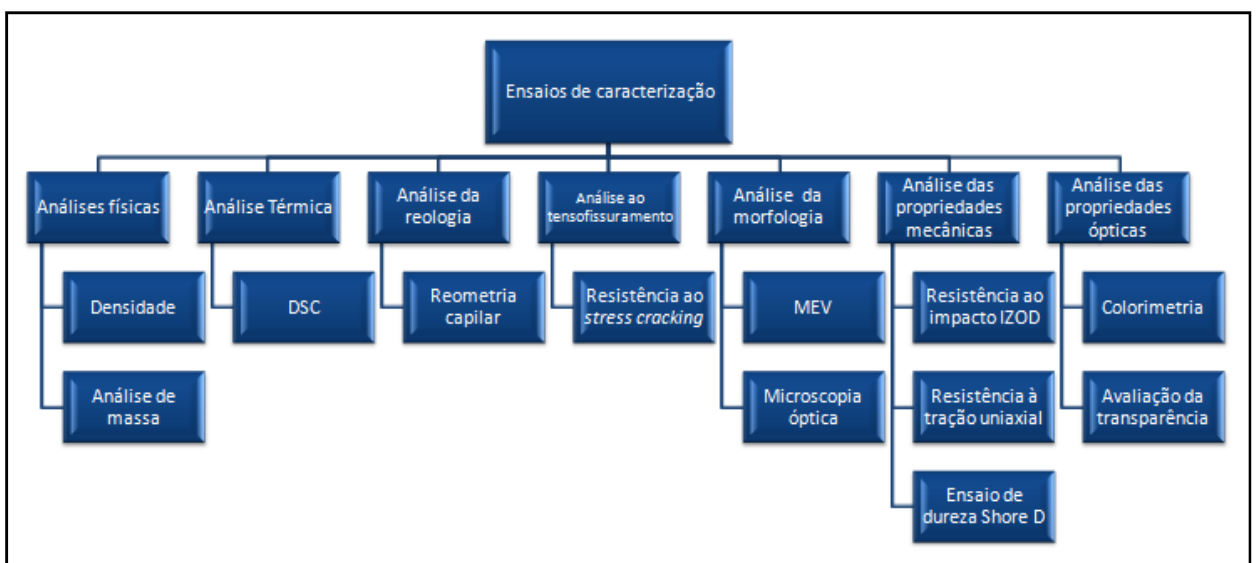 Ensaios de caracterização
Análises físicas
Análise Térmica
Análise da
reologia
Análise ao
tensofissuramento
Análise da
morfologia
Análise das
propriedades
mecânicas
Análise das
propriedades
ópticas
Densidade
DSC
Reometria
capilar
Resistência ao
stress cracking
MEV
Resistência ao
impacto IZOD
Colorimetria
Análise de
massa
Microscopia
óptica
Resistência à
tração uniaxial
Avaliação da
transparência
Ensaio de
dureza Shore D